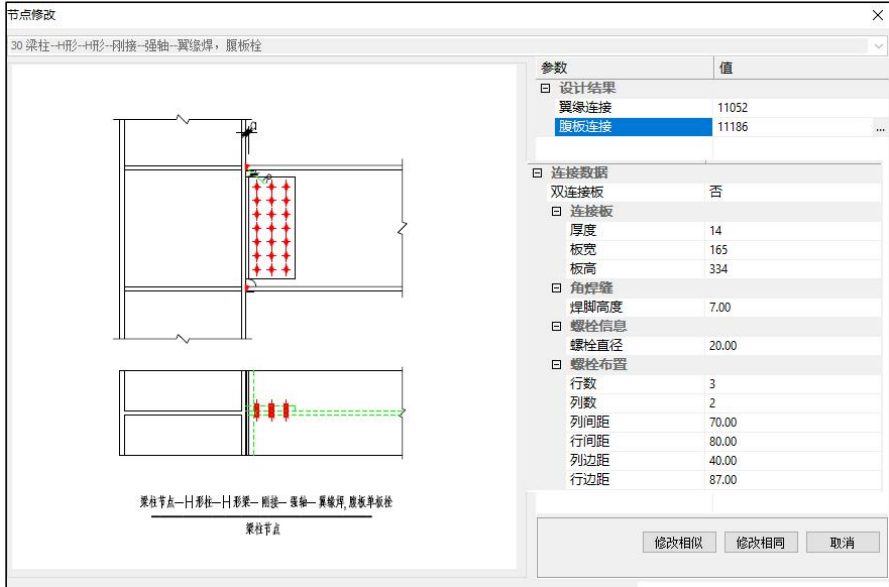 节点修改
30 梁柱--H形--H形--刚接--强轴--翼缘焊，腹板栓
参数 值
设计结果
翼缘连接 11052
腹板连接 11186 ...
连接数据
双连接板 否
连接板
厚度 14
板宽 165
板高 334
角焊缝
焊脚高度 7.00
螺栓信息
螺栓直径 20.00
螺栓布置
行数 3
列数 2
列间距 70.00
行间距 80.00
列边距 40.00
行边距 87.00
梁柱节点—H形柱—H形梁—刚接—强轴—翼缘焊,腹板单板栓
梁柱节点
修改相似 修改相同 取消